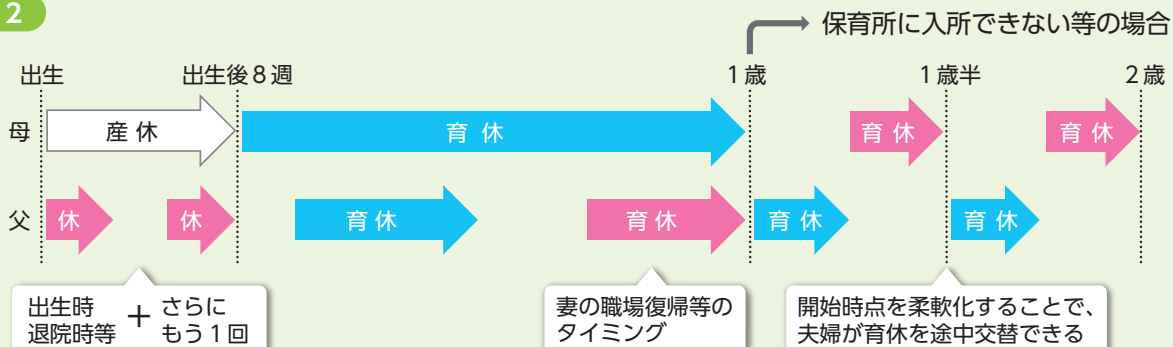 2
保育所に入所できない等の場合
出生
出生後8週
1歳
1歳半
2歳
母
産休
育休
育休
育休
父
休
休
育休
育休
育休
育休
出生時
退院時等
+
さらに
もう1回
妻の職場復帰等の
タイミング
開始時点を柔軟化することで、
夫婦が育休を途中交替できる